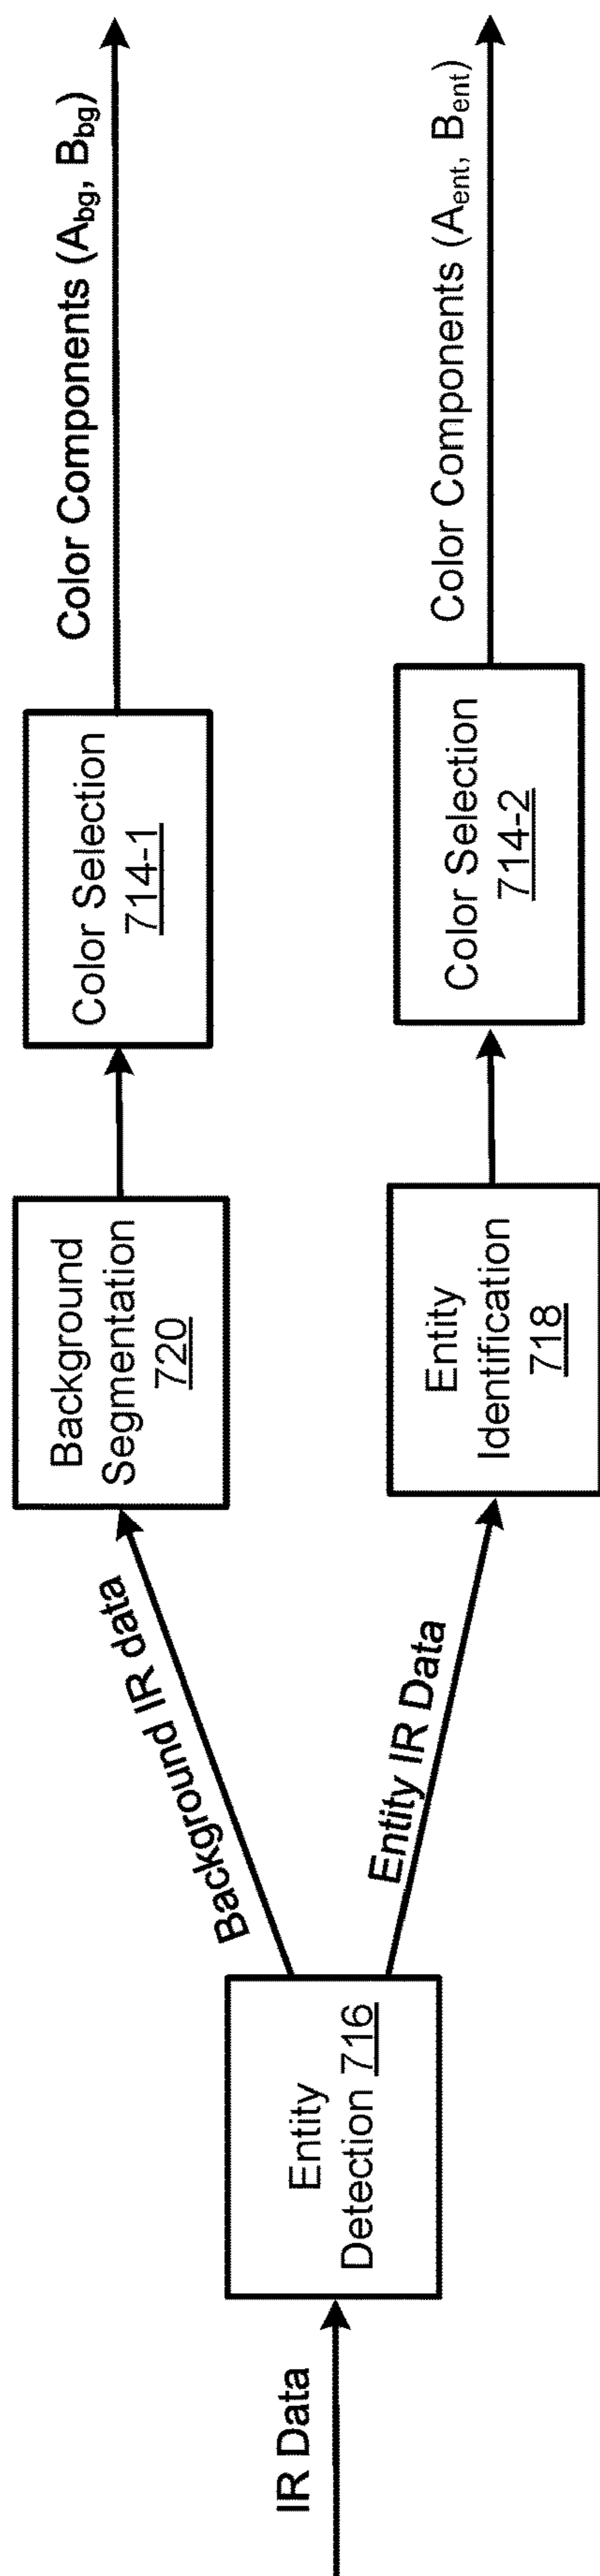 IR Data
Entity
Detection 716
Background IR data
Background
Segmentation
720
Color Selection
714-1
Color Components (Abg, Bbg)
Entity IR Data
Entity
Identification
718
Color Selection
714-2
Color Components (Aent, Bent)